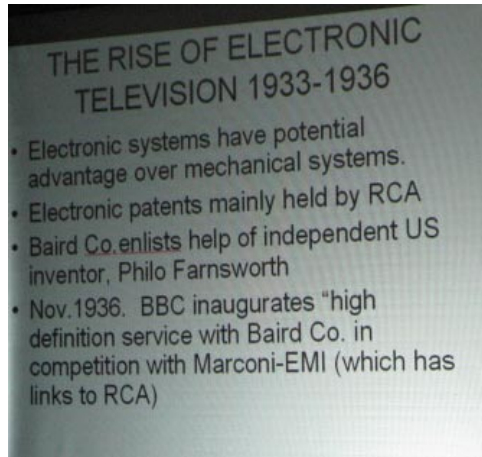 THE RISE OF ELECTRONIC
TELEVISION 1933-1936
• Electronic systems have potential
advantage over mechanical systems.
• Electronic patents mainly held by RCA
• Baird Co.enlists help of independent US
inventor, Philo Farnsworth
• Nov.1936. BBC inaugurates “high
definition service with Baird Co. in
competition with Marconi-EMI (which has
links to RCA)